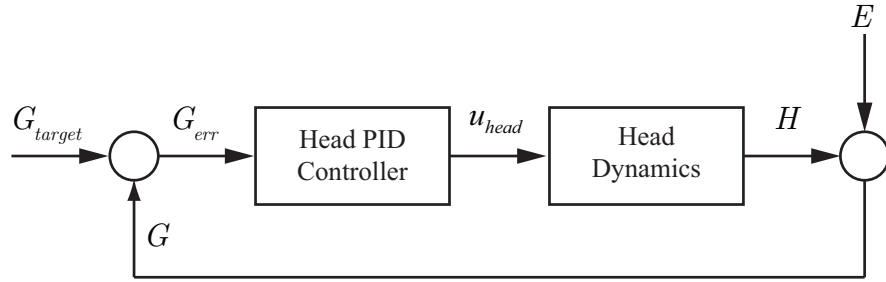 E
G_target
G_err
Head PID
Controller
u_head
Head
Dynamics
H
G